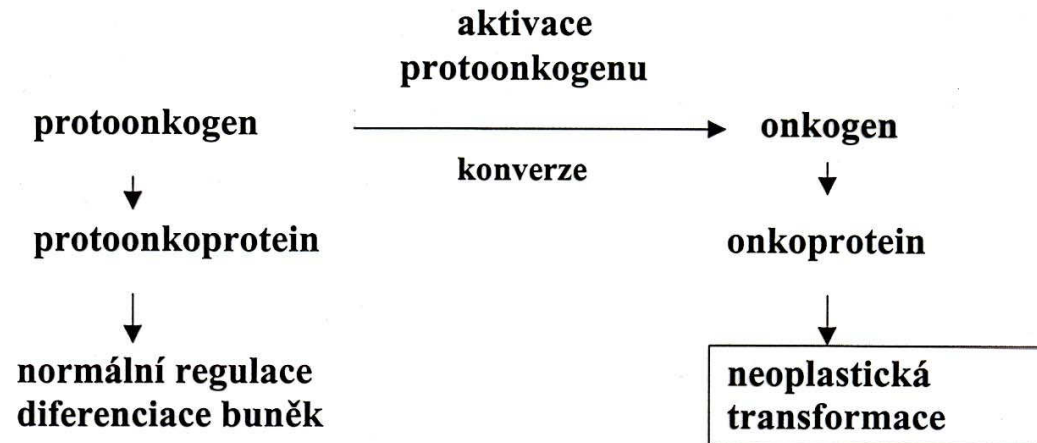 aktivace
protoonkogenu
protoonkogen
onkogen
konverze
protoonkoprotein
onkoprotein
normální regulace
diferenciace buněk
neoplastická
transformace